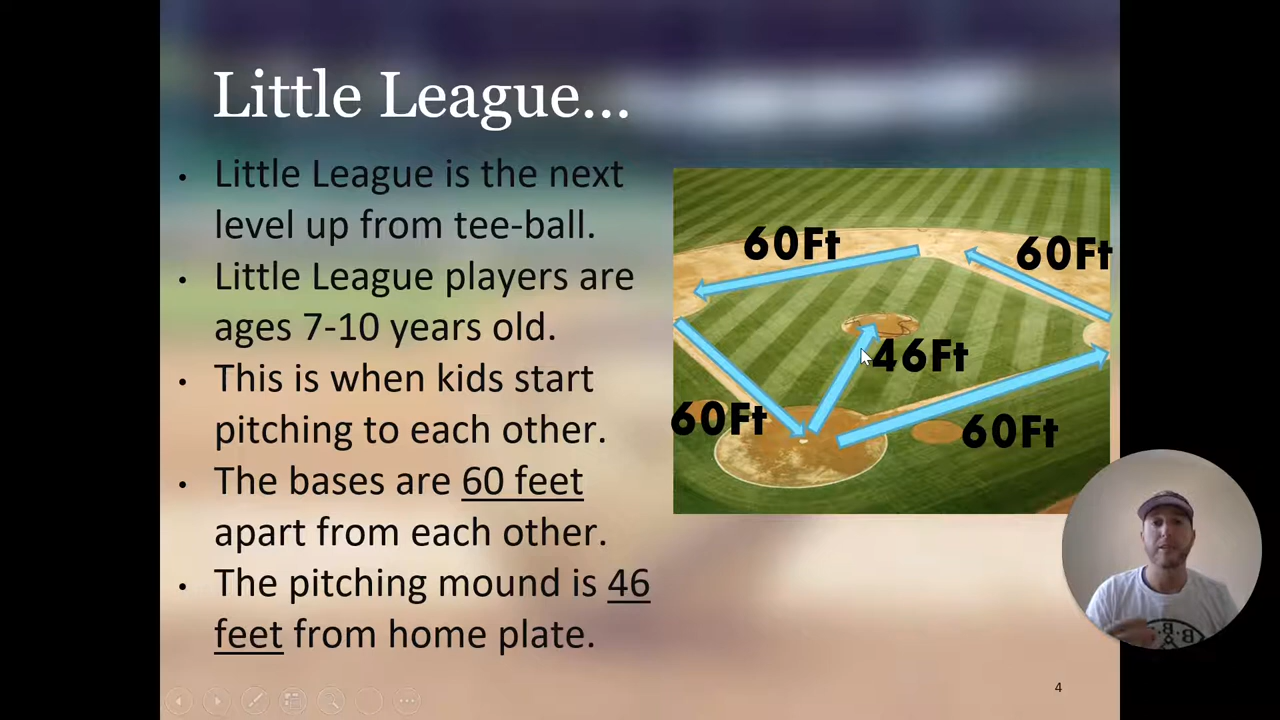 Little League...
• Little League is the next
level up from tee-ball.
• Little League players are
ages 7-10 years old.
• This is when kids start
pitching to each other.
• The bases are 60 feet
apart from each other.
• The pitching mound is 46
feet from home plate.
60Ft
60Ft
46Ft
60Ft
60Ft
4